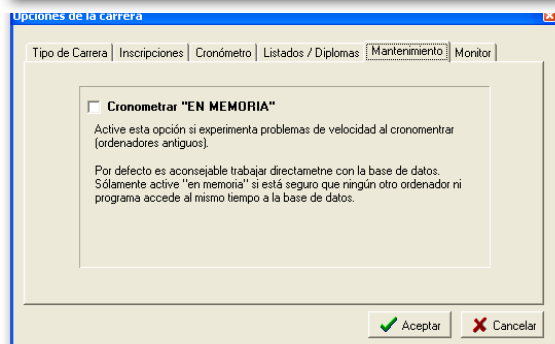 Opciones de la carrera
Tipo de Carrera Inscripciones Cronómetro Listados / Diplomas Mantenimiento Monitor
Cronometrar "EN MEMORIA"
Active esta opción si experimenta problemas de velocidad al cronomentrar
(ordenadores antiguos).
Por defecto es aconsejable trabajar directametne con la base de datos.
Sólamente active "en memoria" si está seguro que ningún otro ordenador ni
programa accede al mismo tiempo a la base de datos.
Aceptar Cancelar